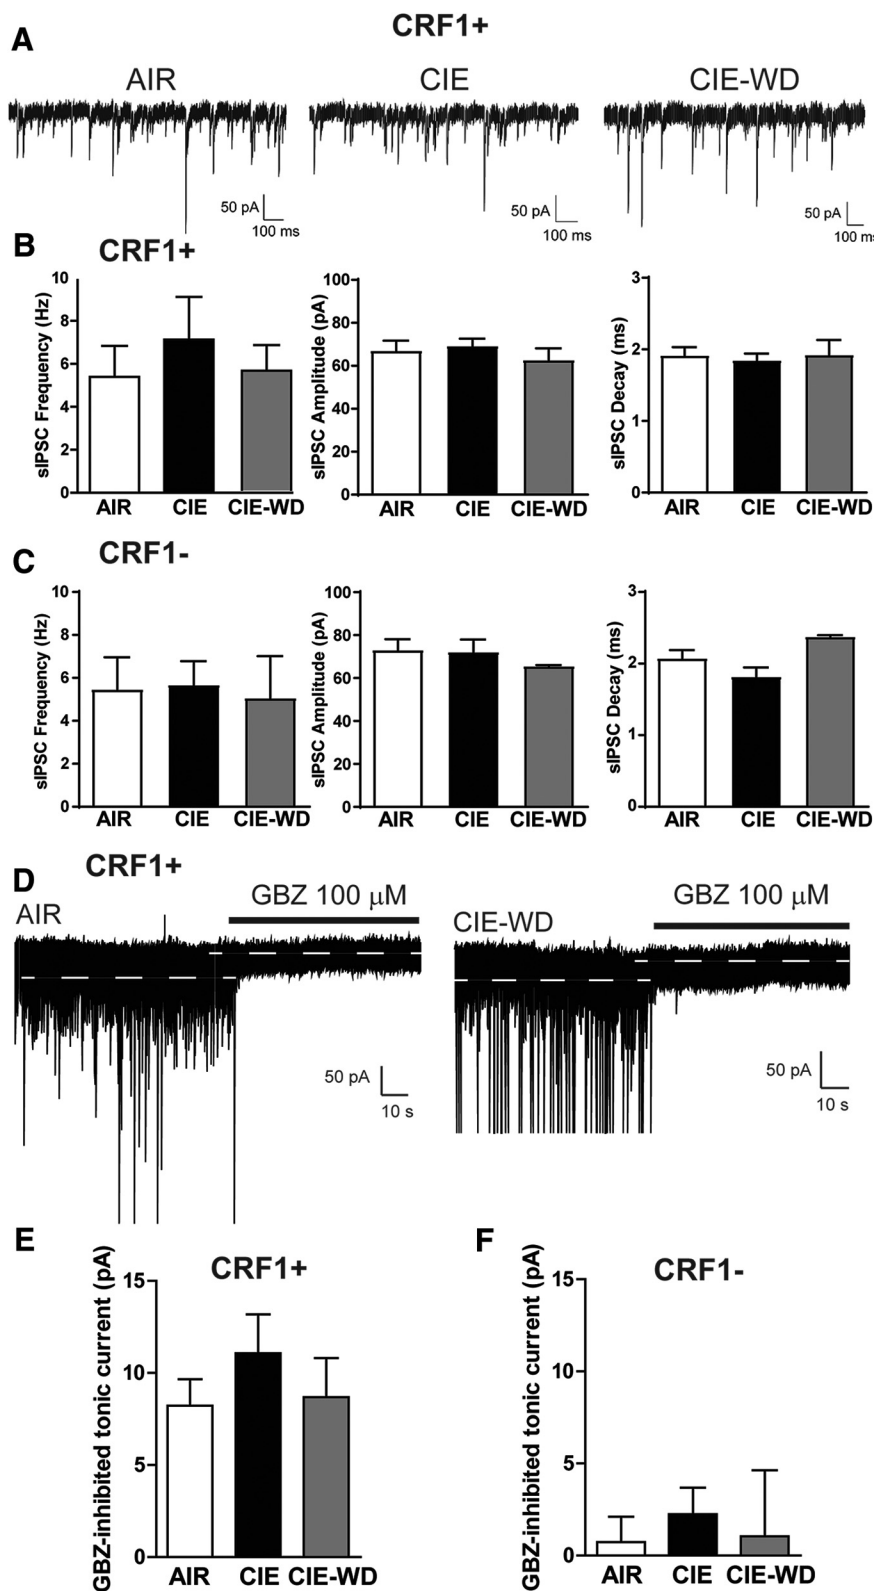 A
CRF1+
AIR
CIE
CIE-WD
50 pA
100 ms
50 pA
100 ms
50 pA
100 ms
B
CRF1+
sIPSC Frequency (Hz)
10
8
6
4
2
0
AIR CIE CIE-WD
sIPSC Amplitude (pA)
100
80
60
40
20
0
AIR CIE CIE-WD
sIPSC Decay (ms)
3
2
1
0
AIR CIE CIE-WD
C
CRF1-
sIPSC Frequency (Hz)
10
8
6
4
2
0
AIR CIE CIE-WD
sIPSC Amplitude (pA)
100
80
60
40
20
0
AIR CIE CIE-WD
sIPSC Decay (ms)
3
2
1
0
AIR CIE CIE-WD
D
CRF1+
AIR
GBZ 100 μM
50 pA
10 s
CIE-WD
GBZ 100 μM
50 pA
10 s
E
CRF1+
GBZ-inhibited tonic current (pA)
15
10
5
0
AIR CIE CIE-WD
F
CRF1-
GBZ-inhibited tonic current (pA)
15
10
5
0
AIR CIE CIE-WD